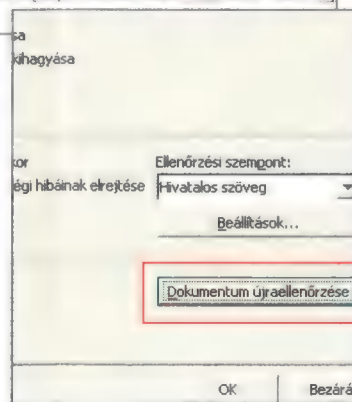 sa
kihagyása
kor
Ellenőrzési szempont:
égi hibáinak elrejtése
Hivatalos szöveg
Beállítások...
Dokumentum újraellenőrzése
OK
Bezárá